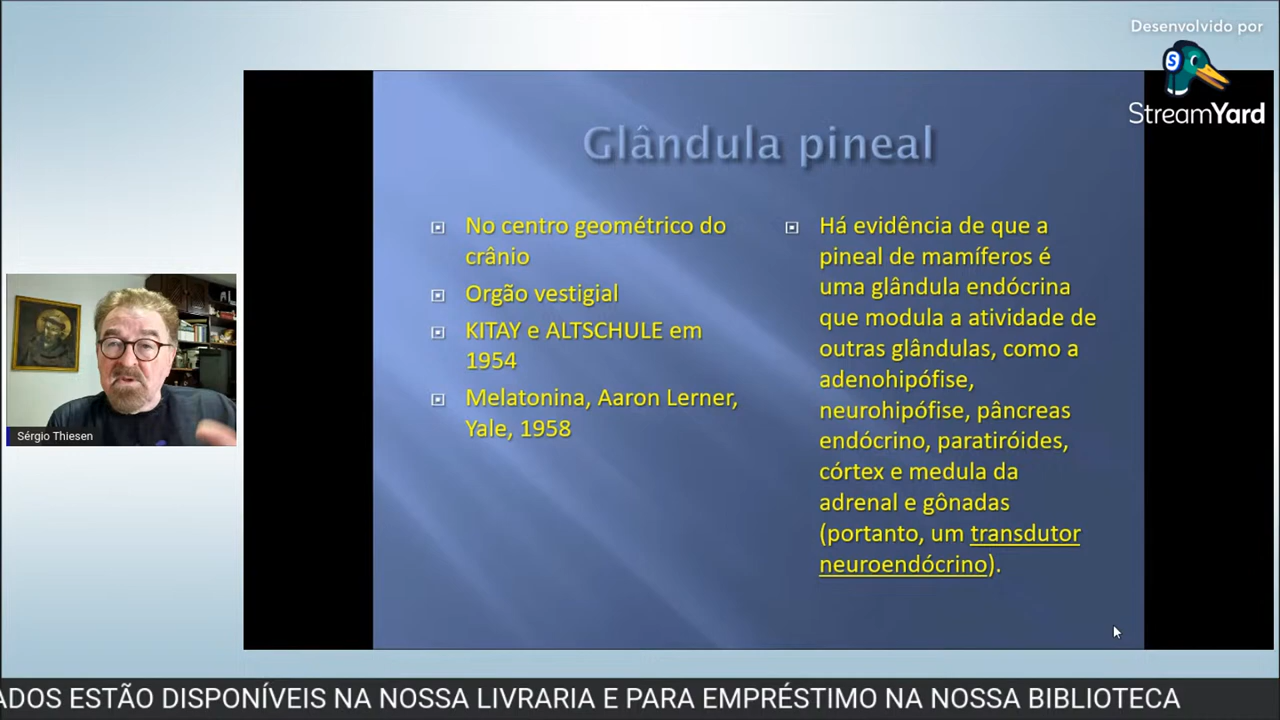 Desenvolvido por
StreamYard
Glândula pineal
No centro geométrico do
crânio
Orgão vestigial
KITAY e ALTSCHULE em
1954
Melatonina, Aaron Lerner,
Yale, 1958
Há evidência de que a
pineal de mamíferos é
uma glândula endócrina
que modula a atividade de
outras glândulas, como a
adenohipófise,
neurohipófise, pâncreas
endócrino, paratiróides,
córtex e medula da
adrenal e gônadas
(portanto, um transdutor
neuroendócrino).
Sérgio Thiesen
ADOS ESTÃO DISPONÍVEIS NA NOSSA LIVRARIA E PARA EMPRÉSTIMO NA NOSSA BIBLIOTECA